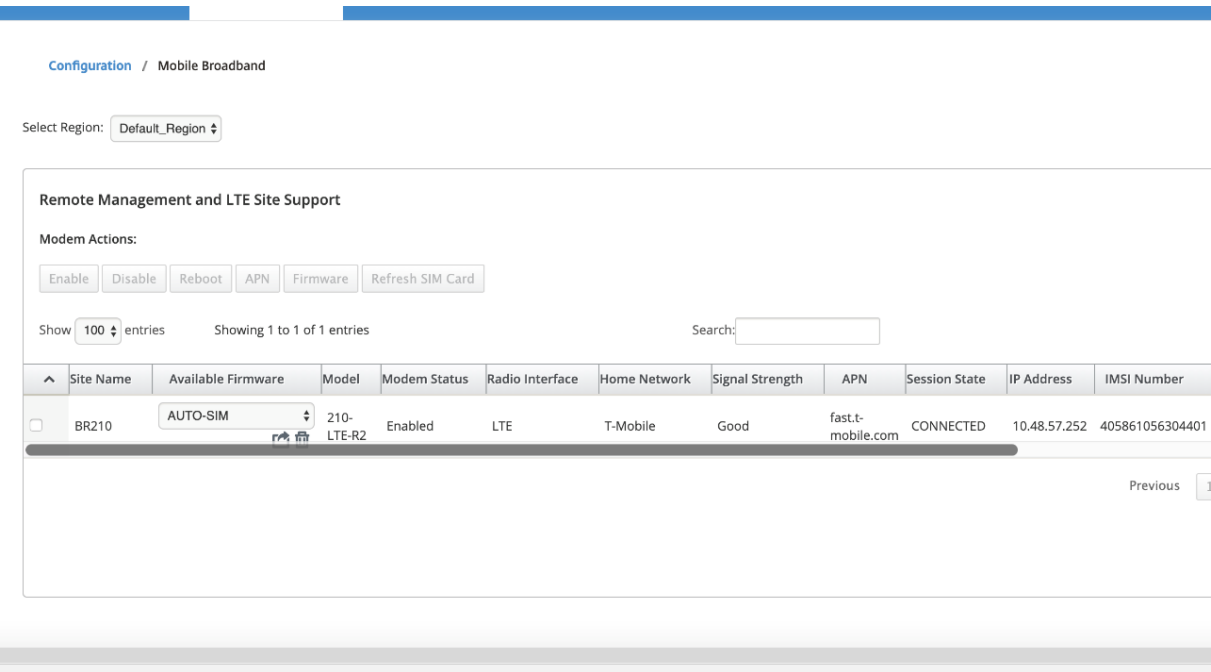 Configuration / Mobile Broadband
Select Region: Default_Region
Remote Management and LTE Site Support
Modem Actions:
Enable Disable Reboot APN Firmware Refresh SIM Card
Show 100 entries Showing 1 to 1 of 1 entries Search:
Site Name Available Firmware Model Modem Status Radio Interface Home Network Signal Strength APN Session State IP Address IMSI Number
BR210 AUTO-SIM 210-LTE-R2 Enabled LTE T-Mobile Good fast.t-mobile.com CONNECTED 10.48.57.252 405861056304401
Previous 1